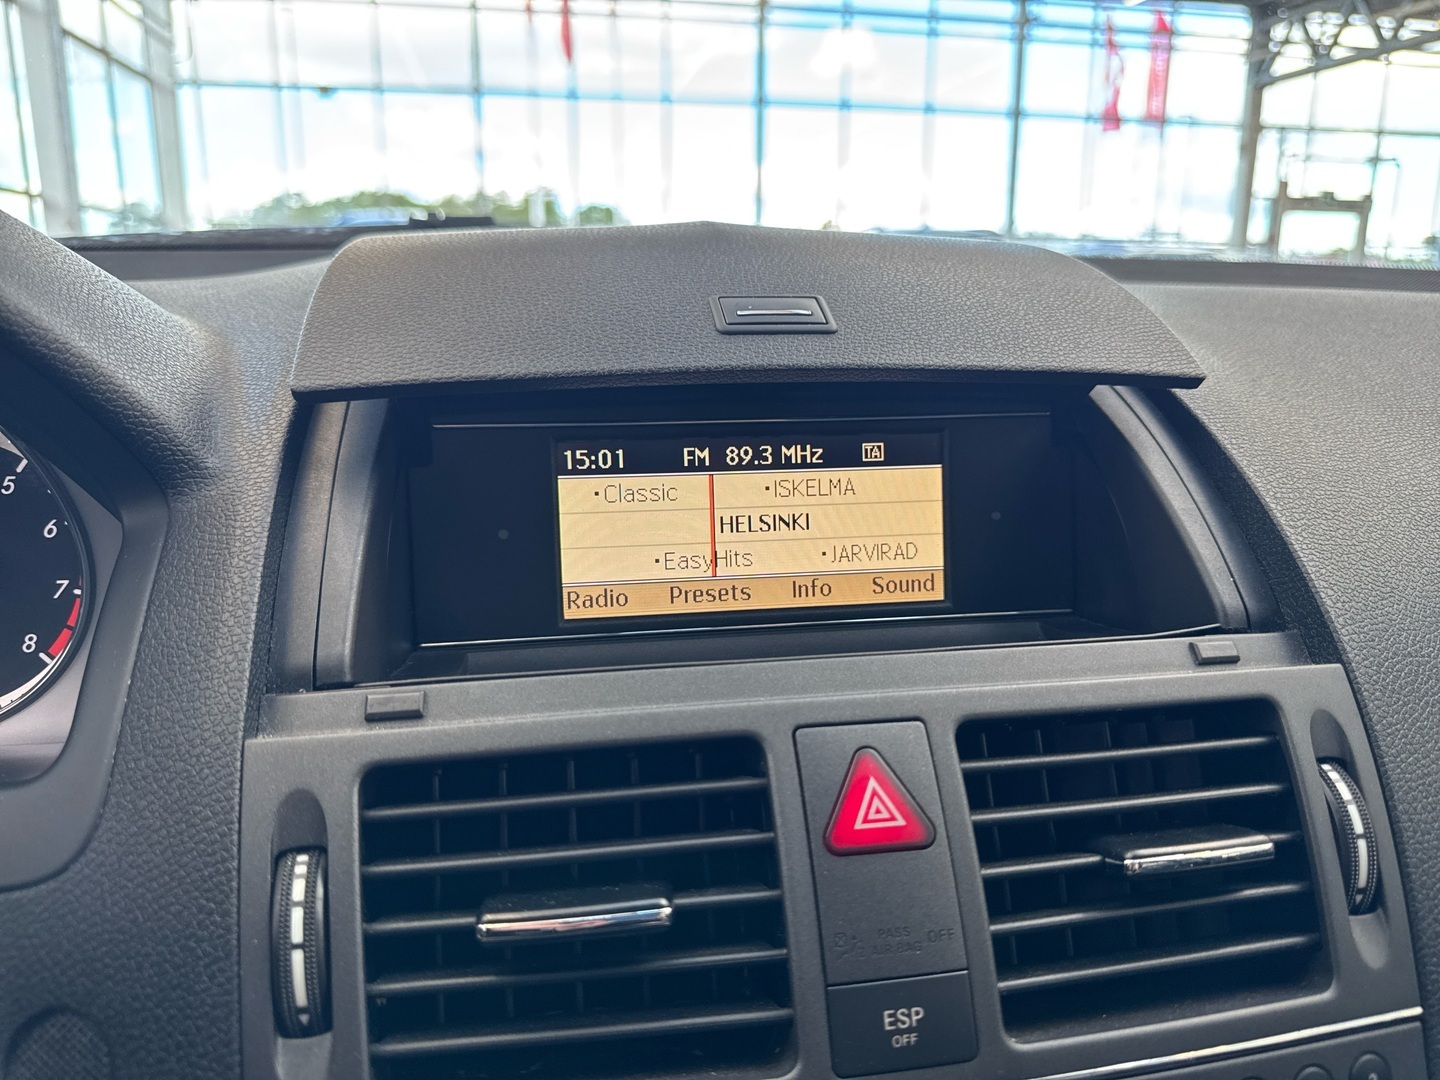 15:01 FM 89.3 MHz TA
·Classic ·ISKELMA
HELSINKI
·EasyHits ·JARVIRAD
Radio Presets Info Sound
5
6
7
8
PASS
AIR BAG OFF
ESP
OFF